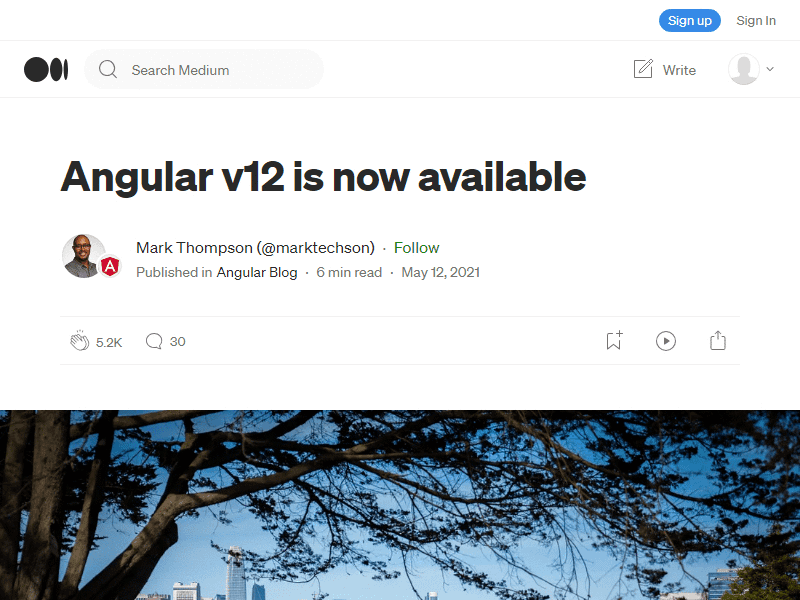 Sign up Sign In
Search Medium Write
Angular v12 is now available
Mark Thompson (@marktechson) · Follow
Published in Angular Blog · 6 min read · May 12, 2021
5.2K 30